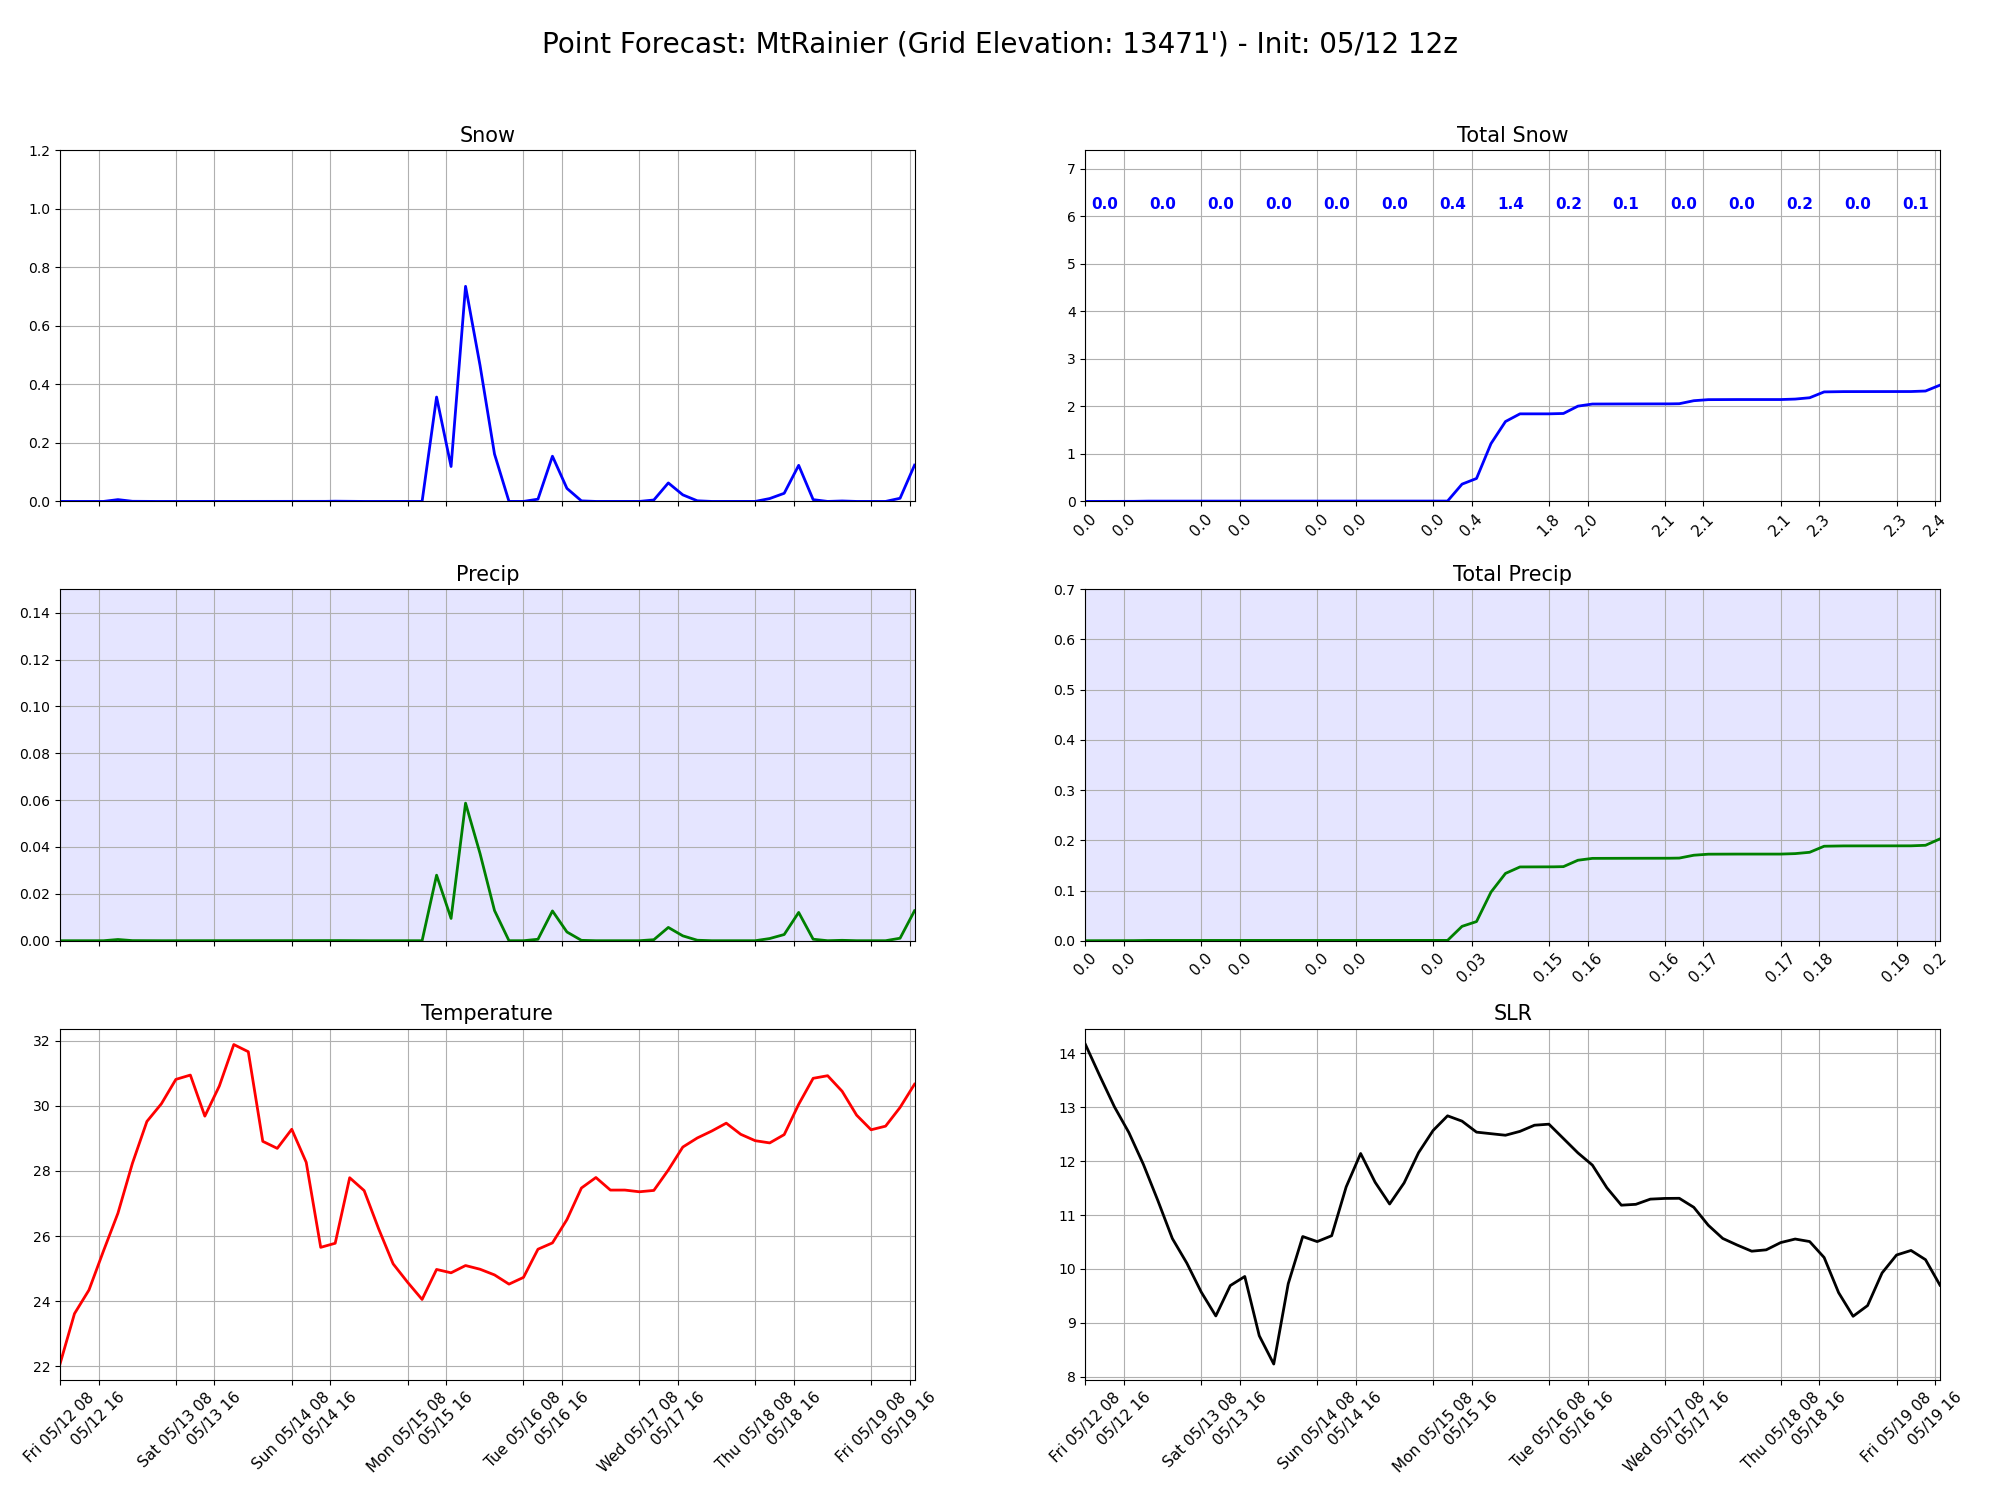 Point Forecast: MtRainier (Grid Elevation: 13471') - Init: 05/12 12z
Snow
1.2
1.0
0.8
0.6
0.4
0.2
0.0
Total Snow
7
6
5
4
3
2
1
0
0.0 0.0 0.0 0.0 0.0 0.0 0.4 1.4 0.2 0.1 0.0 0.0 0.2 0.0 0.1
0.0 0.0 0.0 0.0 0.0 0.0 0.0 0.4 1.8 2.0 2.1 2.1 2.1 2.3 2.3 2.4
Precip
0.14
0.12
0.10
0.08
0.06
0.04
0.02
0.00
Total Precip
0.7
0.6
0.5
0.4
0.3
0.2
0.1
0.0
0.0 0.0 0.0 0.0 0.0 0.0 0.0 0.03 0.15 0.16 0.16 0.17 0.17 0.18 0.19 0.2
Temperature
32
30
28
26
24
22
Fri 05/12 08
05/12 16
Sat 05/13 08
05/13 16
Sun 05/14 08
05/14 16
Mon 05/15 08
05/15 16
Tue 05/16 08
05/16 16
Wed 05/17 08
05/17 16
Thu 05/18 08
05/18 16
Fri 05/19 08
05/19 16
SLR
14
13
12
11
10
9
8
Fri 05/12 08
05/12 16
Sat 05/13 08
05/13 16
Sun 05/14 08
05/14 16
Mon 05/15 08
05/15 16
Tue 05/16 08
05/16 16
Wed 05/17 08
05/17 16
Thu 05/18 08
05/18 16
Fri 05/19 08
05/19 16